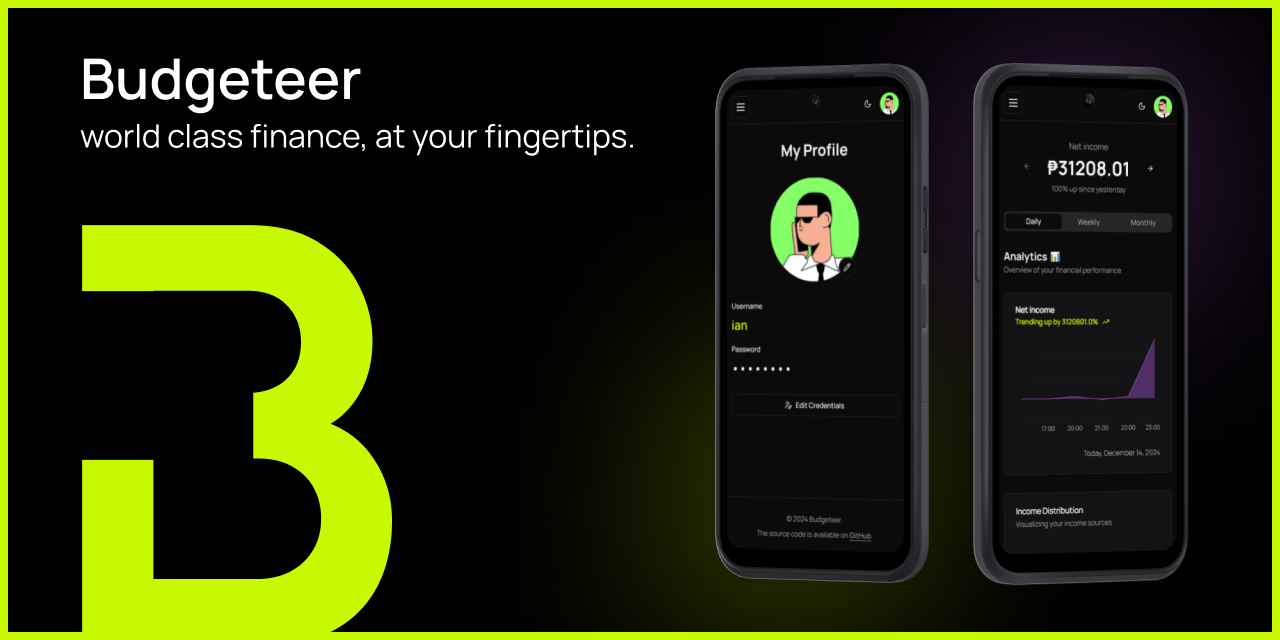 Budgeteer
world class finance, at your fingertips.
B
My Profile
Username
ian
Password
••••••••
Edit Credentials
© 2024 Budgeteer.
The source code is available on GitHub.
Net income
₱31208.01
100% up since yesterday
Daily Weekly Monthly
Analytics 📊
Overview of your financial performance
Net Income
Trending up by 3120801.0%
17:00 20:00 21:00 22:00 23:00
Today, December 14, 2024
Income Distribution
Visualizing your income sources